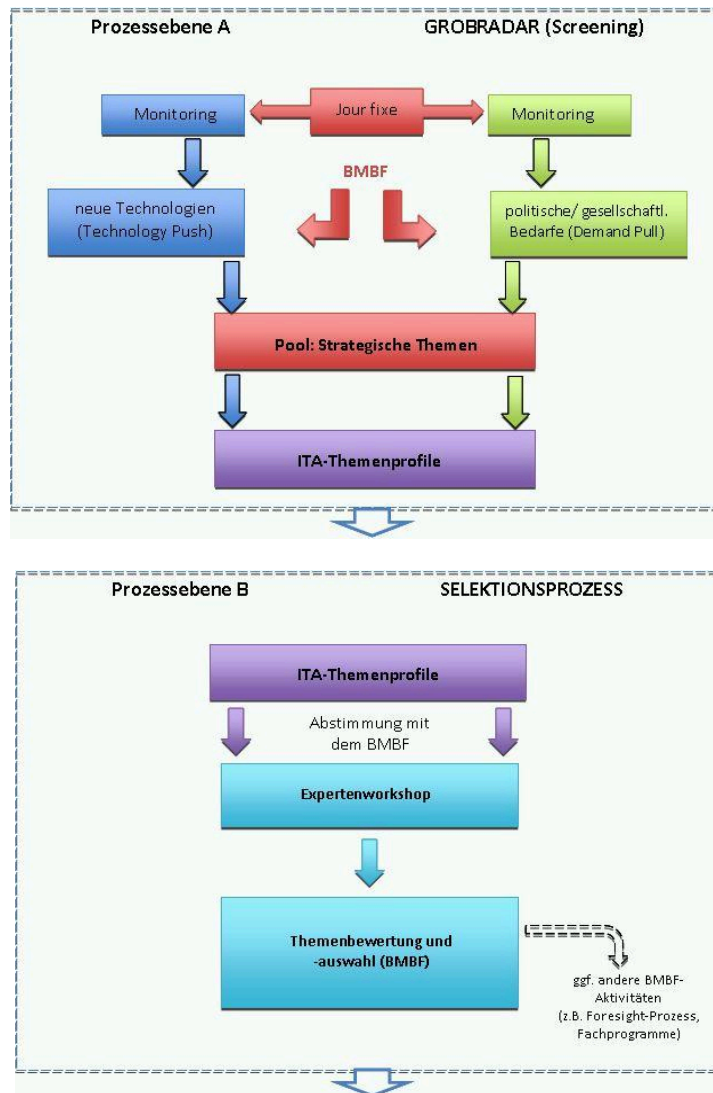 Prozessebene A
GROBRADAR (Screening)
Monitoring
Jour fixe
Monitoring
BMBF
neue Technologien
(Technology Push)
politische/ gesellschaftl.
Bedarfe (Demand Pull)
Pool: Strategische Themen
ITA-Themenprofile
Prozessebene B
SELEKTIONSPROZESS
ITA-Themenprofile
Abstimmung mit
dem BMBF
Expertenworkshop
Themenbewertung und
-auswahl (BMBF)
ggf. andere BMBF-
Aktivitäten
(z.B. Foresight-Prozess,
Fachprogramme)